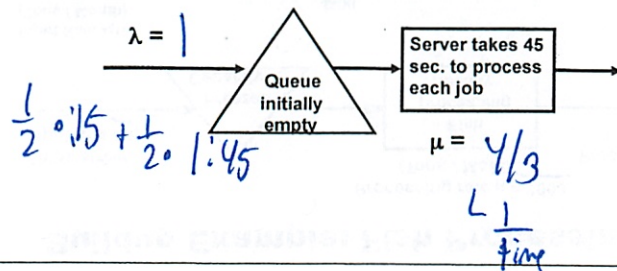 λ = 1
Queue
initially
empty
Server takes 45
sec. to process
each job
1/2 · :15 + 1/2 · 1:45
μ = 4/3
1/time